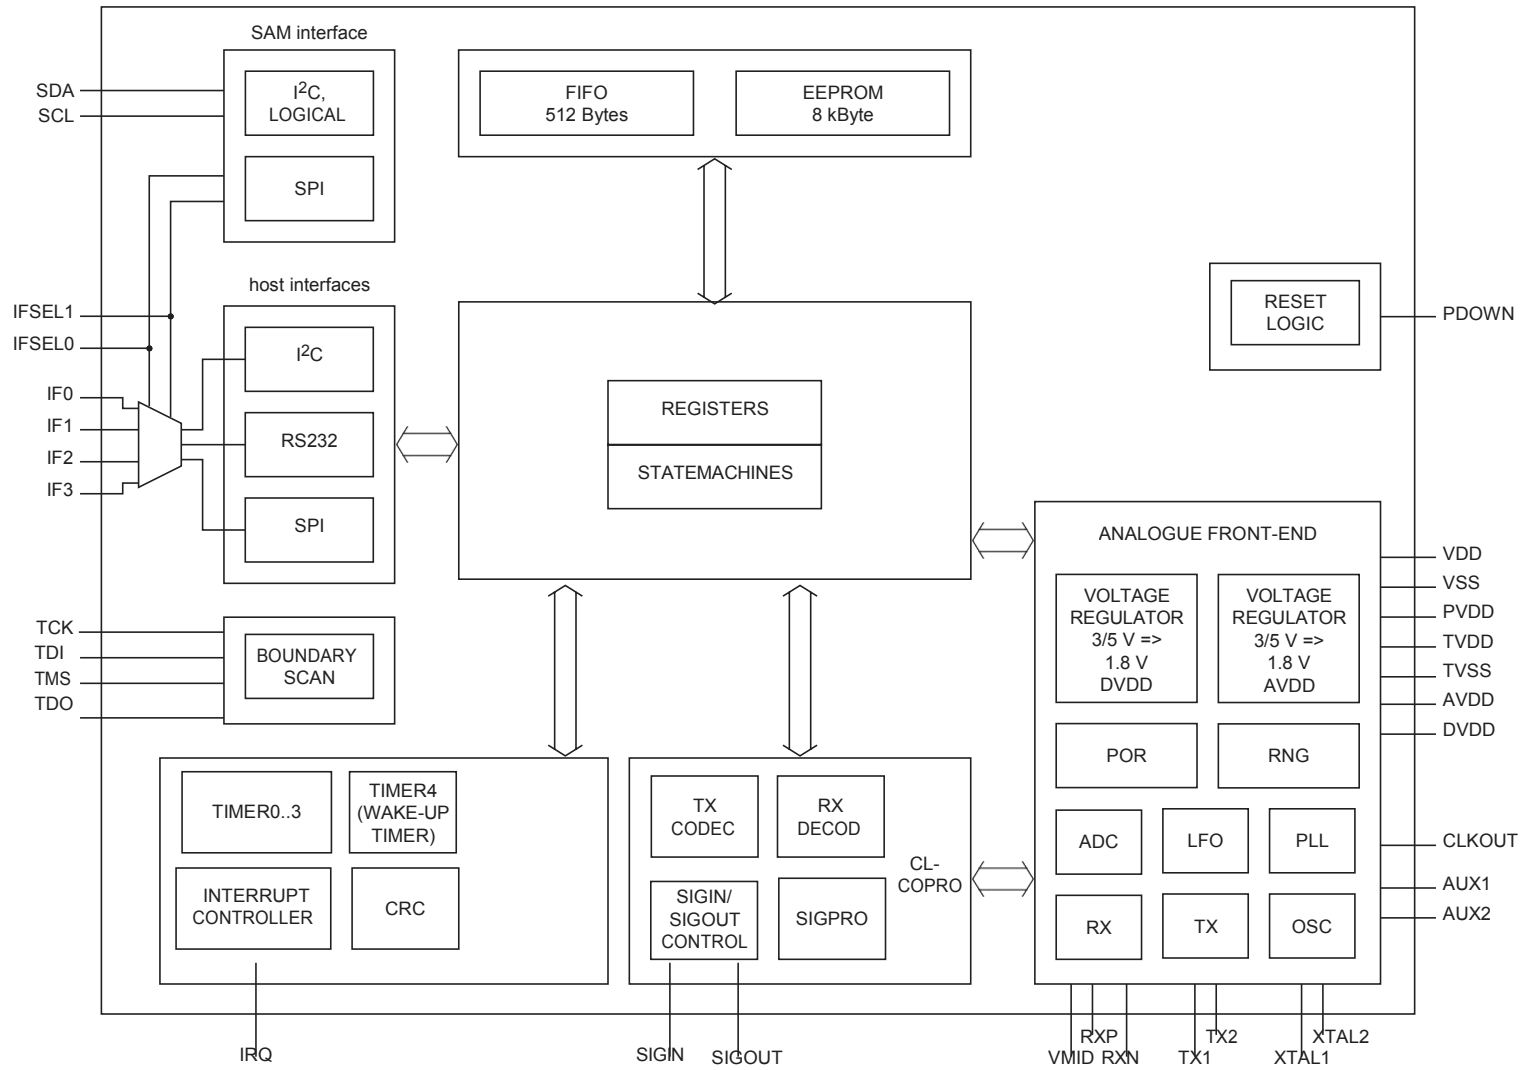 SAM interface
SDA
SCL
I2C,
LOGICAL
SPI
FIFO
512 Bytes
EEPROM
8 kByte
host interfaces
IFSEL1
IFSEL0
IF0
IF1
IF2
IF3
I2C
RS232
SPI
REGISTERS
STATEMACHINES
RESET
LOGIC
PDOWN
TCK
TDI
TMS
TDO
BOUNDARY
SCAN
ANALOGUE FRONT-END
VOLTAGE
REGULATOR
3/5 V =>
1.8 V
DVDD
VOLTAGE
REGULATOR
3/5 V =>
1.8 V
AVDD
POR
RNG
ADC
LFO
PLL
RX
TX
OSC
VDD
VSS
PVDD
TVDD
TVSS
AVDD
DVDD
CLKOUT
AUX1
AUX2
TIMER0..3
TIMER4
(WAKE-UP
TIMER)
INTERRUPT
CONTROLLER
CRC
TX
CODEC
RX
DECOD
CL-
COPRO
SIGIN/
SIGOUT
CONTROL
SIGPRO
IRQ
SIGIN
SIGOUT
VMID
RXP
RXN
TX1
TX2
XTAL1
XTAL2